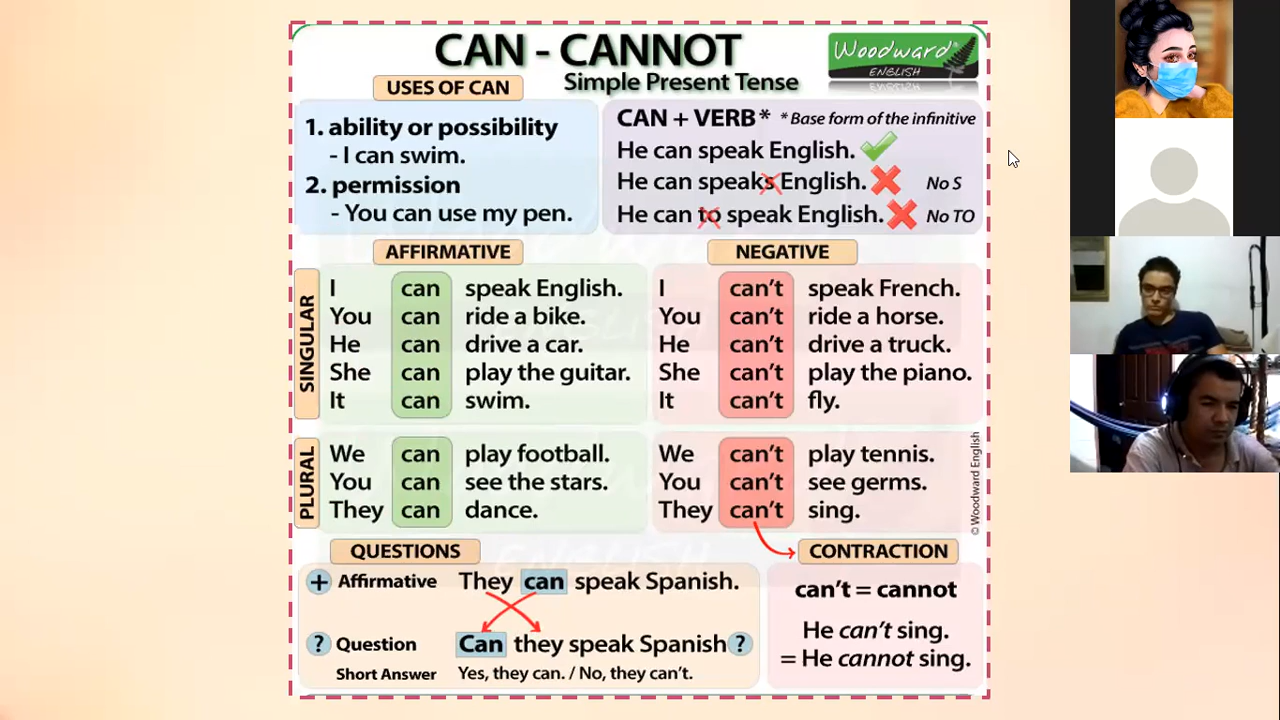 CAN - CANNOT
Simple Present Tense
Woodward®
ENGLISH
USES OF CAN
1. ability or possibility
- I can swim.
2. permission
- You can use my pen.
CAN + VERB* * Base form of the infinitive
He can speak English.
He can speaks English. No S
He can to speak English. No TO
AFFIRMATIVE
SINGULAR
I can speak English.
You can ride a bike.
He can drive a car.
She can play the guitar.
It can swim.
PLURAL
We can play football.
You can see the stars.
They can dance.
NEGATIVE
I can't speak French.
You can't ride a horse.
He can't drive a truck.
She can't play the piano.
It can't fly.
We can't play tennis.
You can't see germs.
They can't sing.
© Woodward English
QUESTIONS
+ Affirmative They can speak Spanish.
? Question Can they speak Spanish?
Short Answer Yes, they can. / No, they can't.
CONTRACTION
can't = cannot
He can't sing.
= He cannot sing.